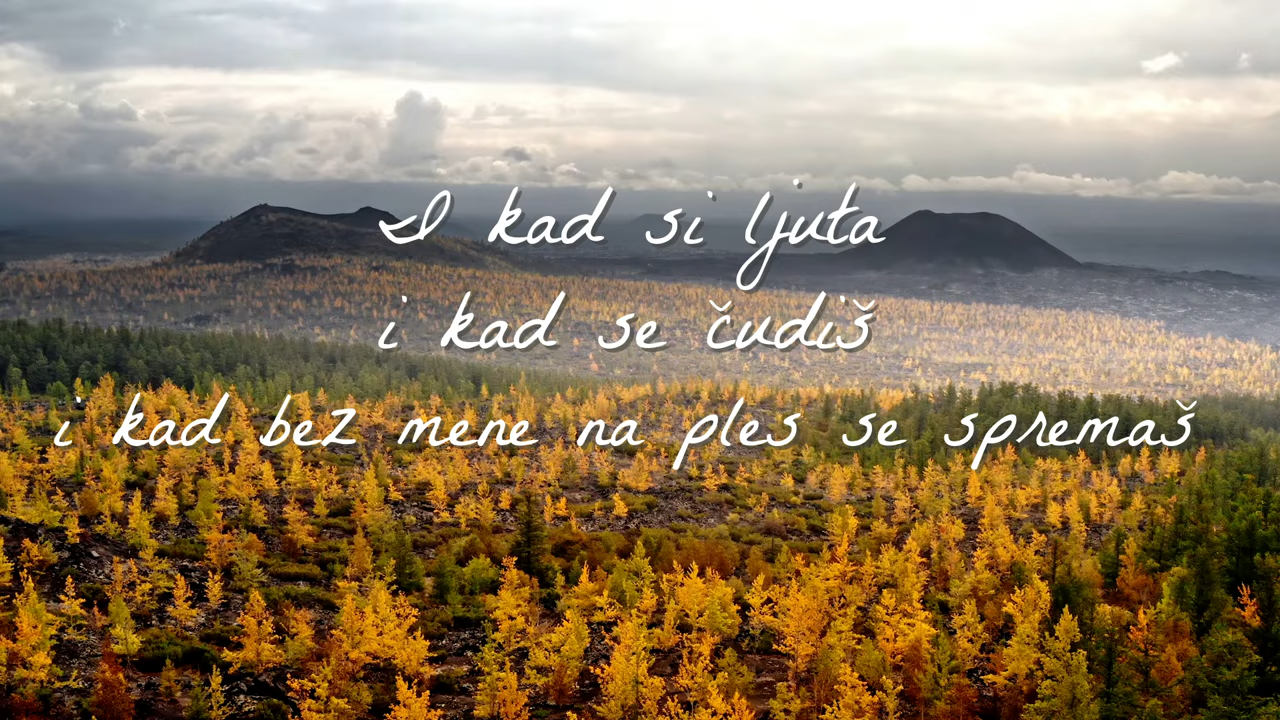 I kad si ljuta
i kad se čudiš
i kad bez mene na ples se spremaš